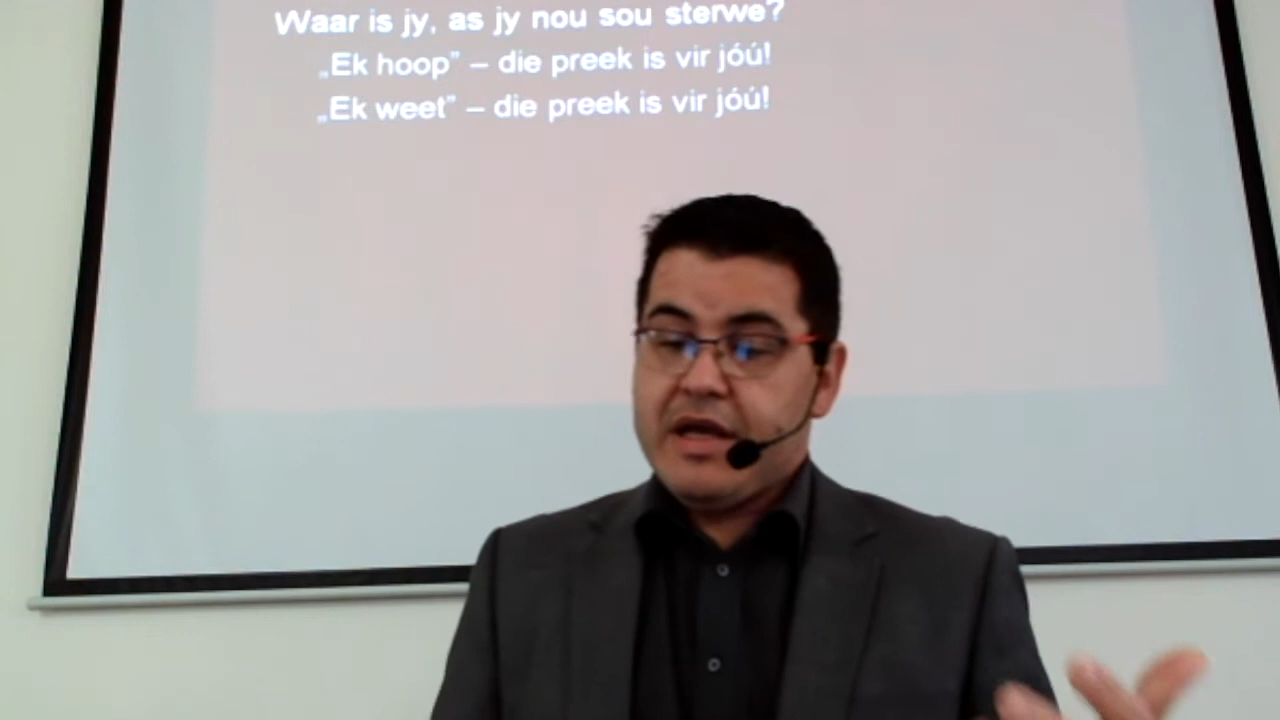 Waar is jy, as jy nou sou sterwe?
„Ek hoop” – die preek is vir jóú!
„Ek weet” – die preek is vir jóú!